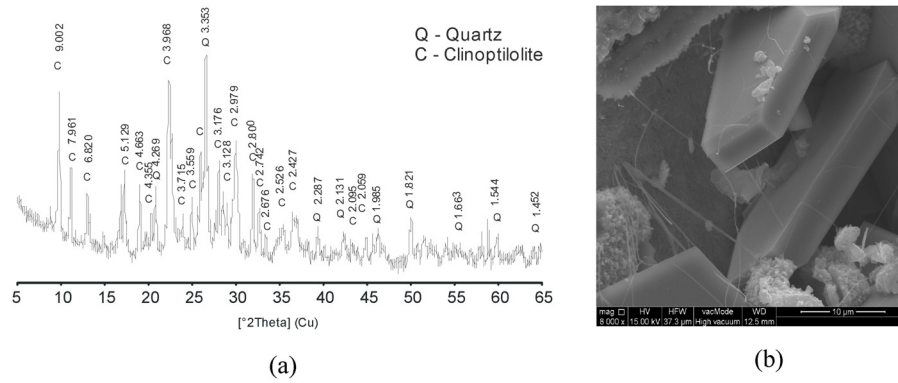 Q - Quartz
C - Clinoptilolite
C 9.002
C 7.961
C 6.820
C 5.129
C 4.663
C 4.355
Q 4.269
C 3.968
C 3.715
C 3.559
C
Q 3.353
C 3.176
C 3.128
C 2.979
C 2.800
C 2.742
C 2.676
C 2.526
C 2.427
Q 2.287
Q 2.131
C 2.095
C 2.059
Q 1.985
Q 1.821
Q 1.663
Q 1.544
Q 1.452
5 10 15 20 25 30 35 40 45 50 55 60 65
[°2Theta] (Cu)
(a)
mag HV HFW vacMode WD
8 000 x 15.00 kV 37.3 µm High vacuum 12.5 mm
10 µm
(b)